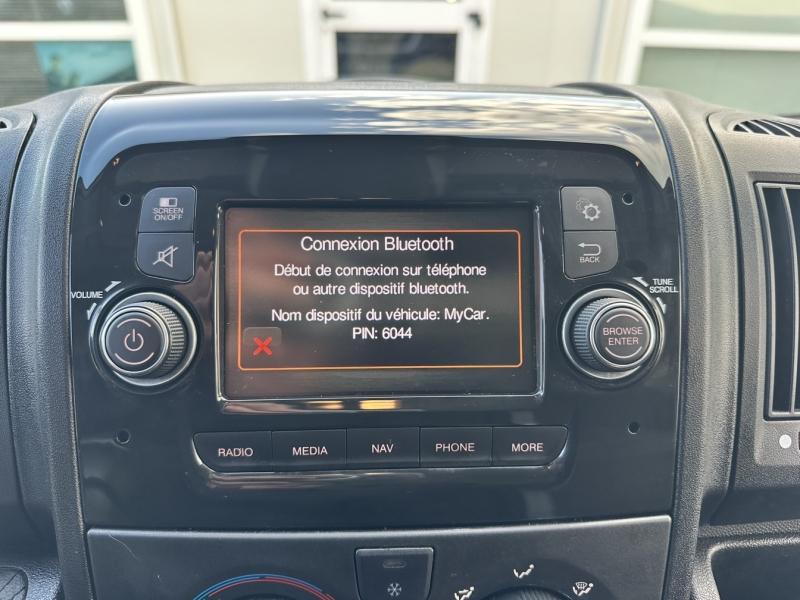 SCREEN
ON/OFF
VOLUME
Connexion Bluetooth
Début de connexion sur téléphone
ou autre dispositif bluetooth.
Nom dispositif du véhicule: MyCar.
PIN: 6044
BACK
TUNE
SCROLL
BROWSE
ENTER
RADIO
MEDIA
NAV
PHONE
MORE